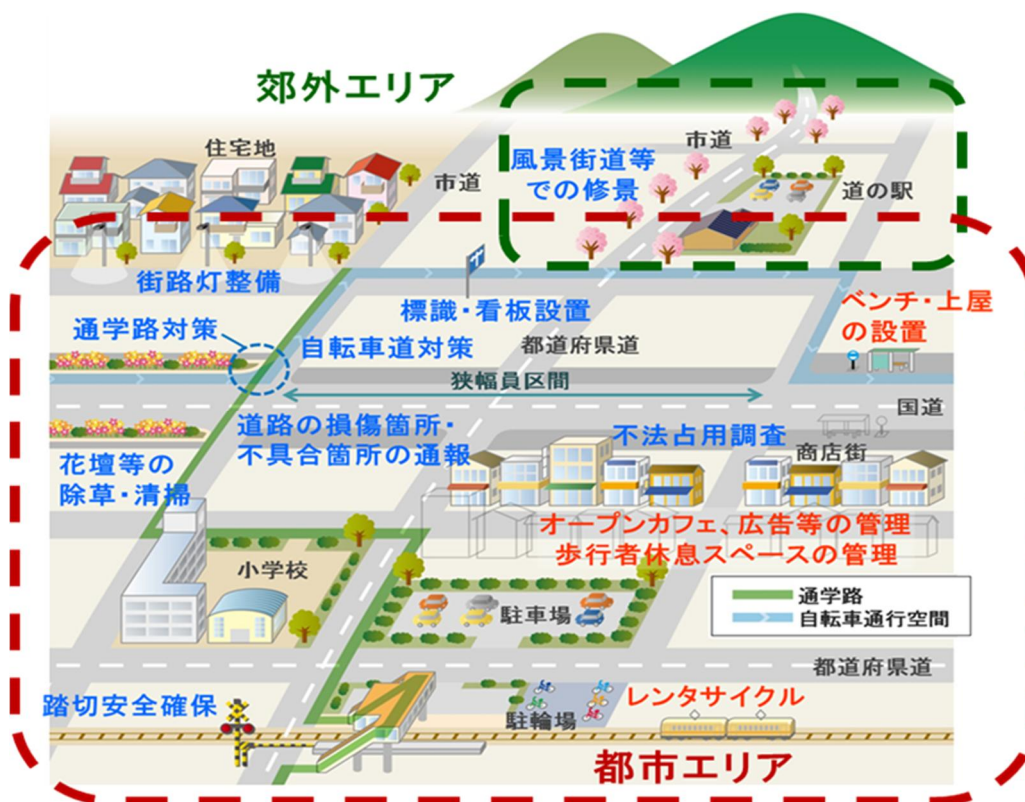 郊外エリア
住宅地
市道
市道
風景街道等
での修景
道の駅
街路灯整備
標識・看板設置
ベンチ・上屋
の設置
通学路対策
自転車道対策
都道府県道
狭幅員区間
国道
道路の損傷箇所・
不具合箇所の通報
不法占用調査
商店街
花壇等の
除草・清掃
オープンカフェ、広告等の管理
歩行者休息スペースの管理
小学校
駐車場
通学路
自転車通行空間
都道府県道
踏切安全確保
駐輪場
レンタサイクル
都市エリア